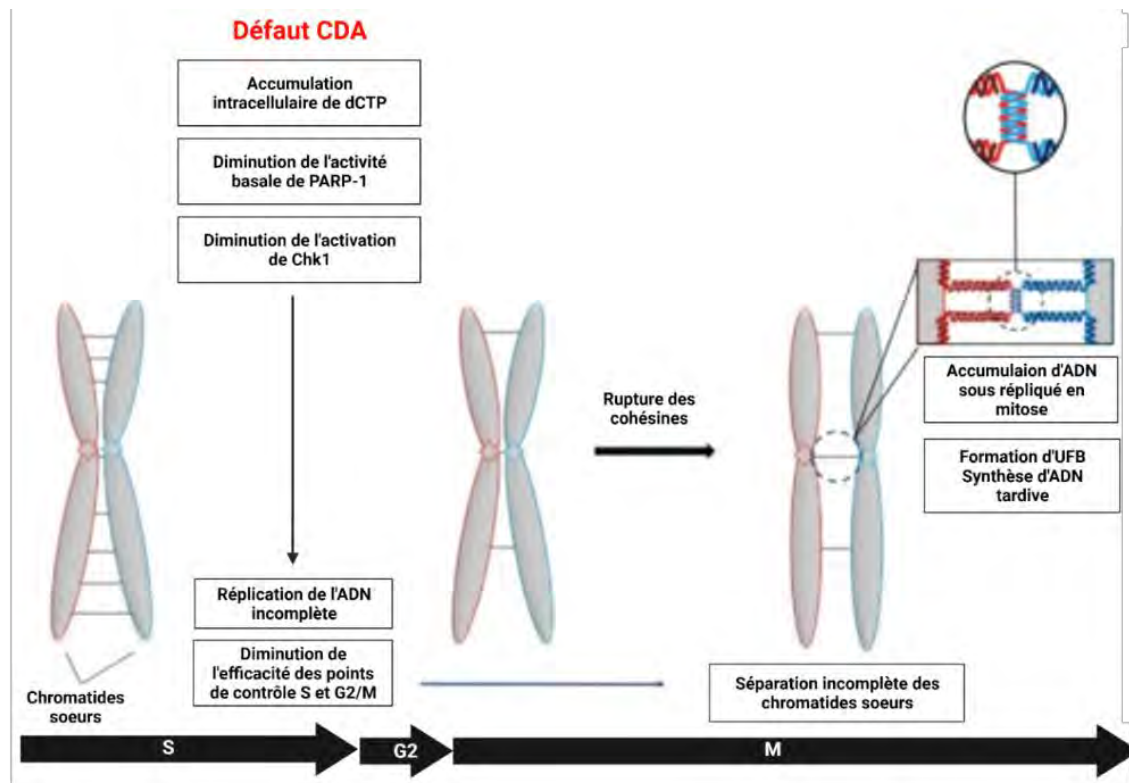 Défaut CDA
Accumulation
intracellulaire de dCTP
Diminution de l'activité
basale de PARP-1
Diminution de l'activation
de Chk1
Réplication de l'ADN
incomplète
Diminution de
l'efficacité des points
de contrôle S et G2/M
Chromatides
soeurs
Rupture des
cohésines
Accumulaion d'ADN
sous répliqué en
mitose
Formation d'UFB
Synthèse d'ADN
tardive
Séparation incomplète des
chromatides soeurs
S
G2
M